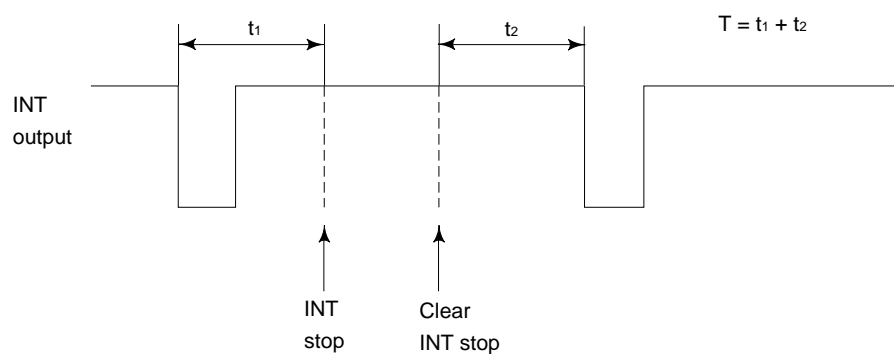 t1
t2
T = t1 + t2
INT
output
INT
stop
Clear
INT stop